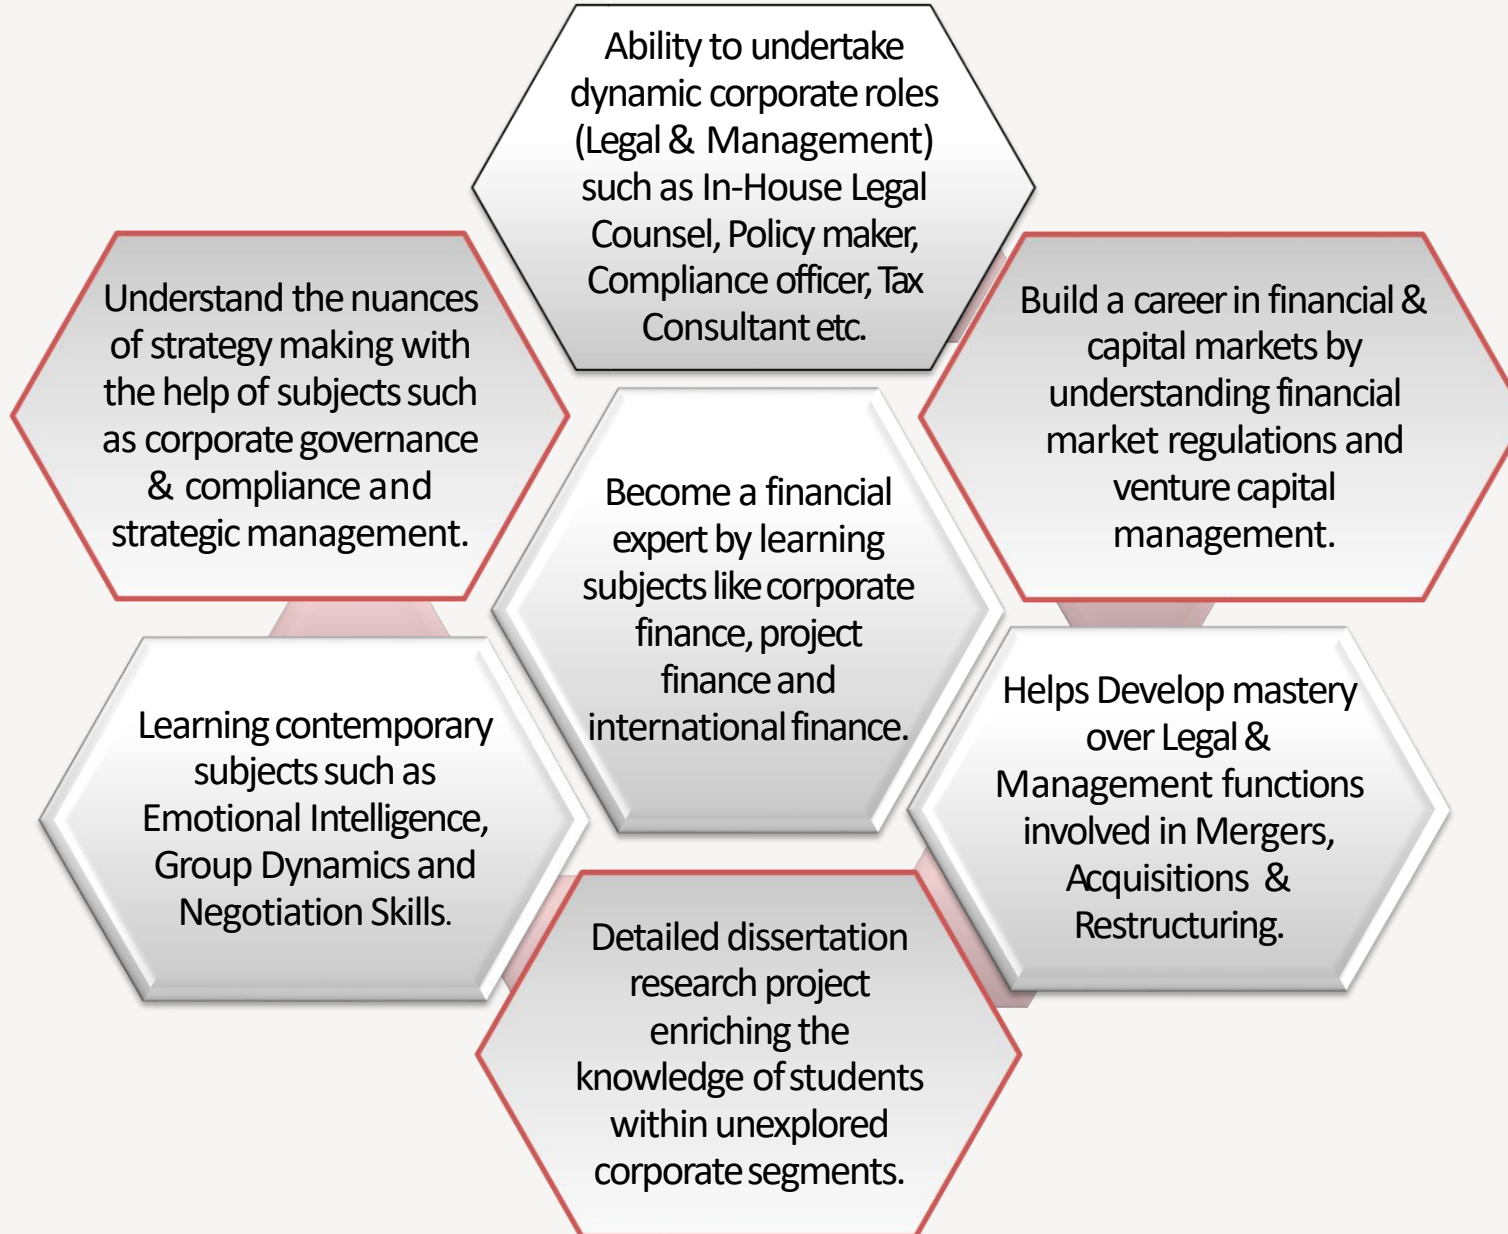 Ability to undertake
dynamic corporate roles
(Legal & Management)
such as In-House Legal
Counsel, Policy maker,
Compliance officer, Tax
Consultant etc.
Understand the nuances
of strategy making with
the help of subjects such
as corporate governance
& compliance and
strategic management.
Build a career in financial &
capital markets by
understanding financial
market regulations and
venture capital
management.
Become a financial
expert by learning
subjects like corporate
finance, project
finance and
international finance.
Learning contemporary
subjects such as
Emotional Intelligence,
Group Dynamics and
Negotiation Skills.
Helps Develop mastery
over Legal &
Management functions
involved in Mergers,
Acquisitions &
Restructuring.
Detailed dissertation
research project
enriching the
knowledge of students
within unexplored
corporate segments.